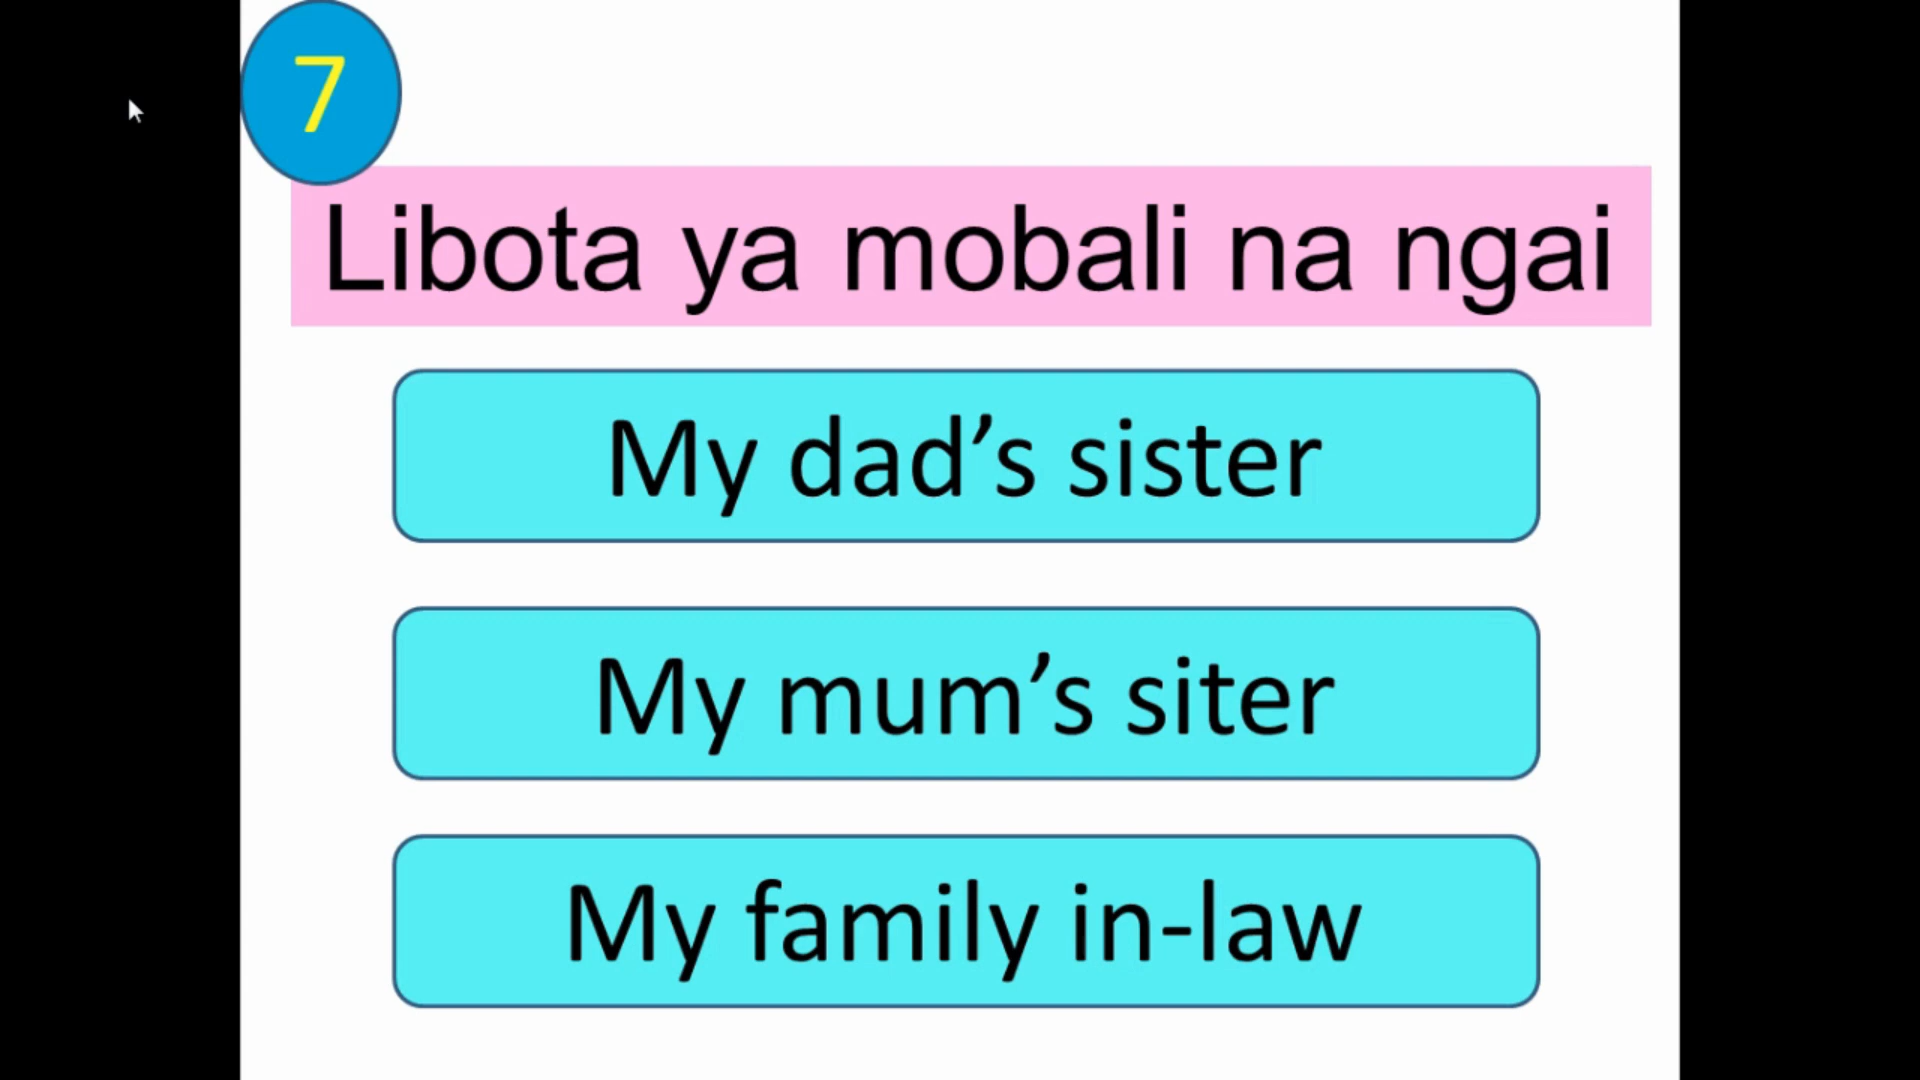 7
Libota ya mobali na ngai
My dad’s sister
My mum’s siter
My family in-law